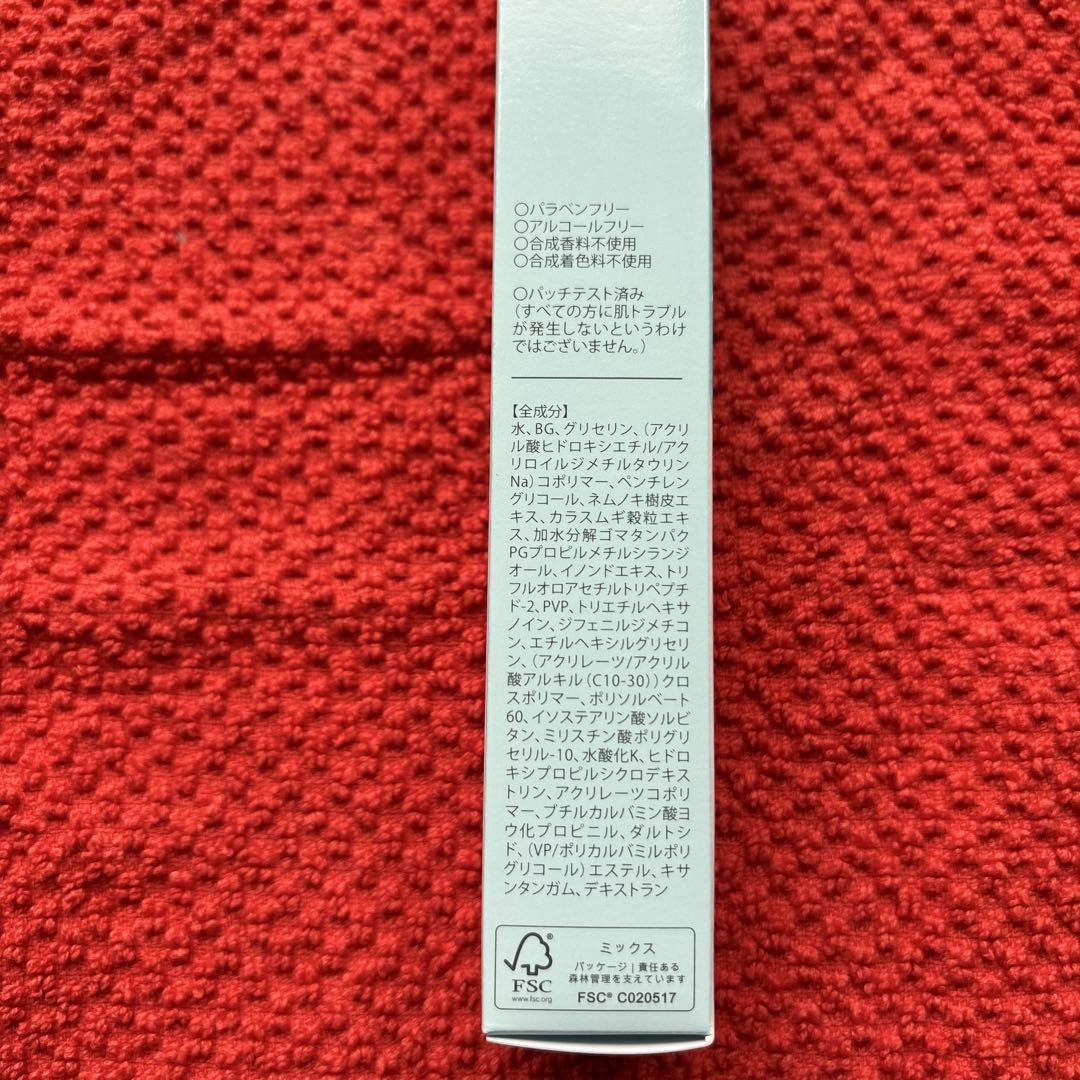 ○パラベンフリー
○アルコールフリー
○合成香料不使用
○合成着色料不使用
○パッチテスト済み
（すべての方に肌トラブル
が発生しないというわけ
ではございません。）
【全成分】
水、BG、グリセリン、（アクリ
ル酸ヒドロキシエチル/アク
リロイルジメチルタウリン
Na）コポリマー、ペンチレン
グリコール、ネムノキ樹皮エ
キス、カラスムギ穀粒エキ
ス、加水分解ゴマタンパク
PGプロピルメチルシランジ
オール、イノンドエキス、トリ
フルオロアセチルトリペプチ
ド-2、PVP、トリエチルヘキサ
ノイン、ジフェニルジメチコ
ン、エチルヘキシルグリセリ
ン、（アクリレーツ/アクリル
酸アルキル（C10-30））クロ
スポリマー、ポリソルベート
60、イソステアリン酸ソルビ
タン、ミリスチン酸ポリグリ
セリル-10、水酸化K、ヒドロ
キシプロピルシクロデキス
トリン、アクリレーツコポリ
マー、ブチルカルバミン酸ヨ
ウ化プロピニル、ダルトシ
ド、（VP/ポリカルバミルポリ
グリコール）エステル、キサ
ンタンガム、デキストラン
®
FSC
www.fsc.org
ミックス
パッケージ | 責任ある
森林管理を支えています
FSC® C020517